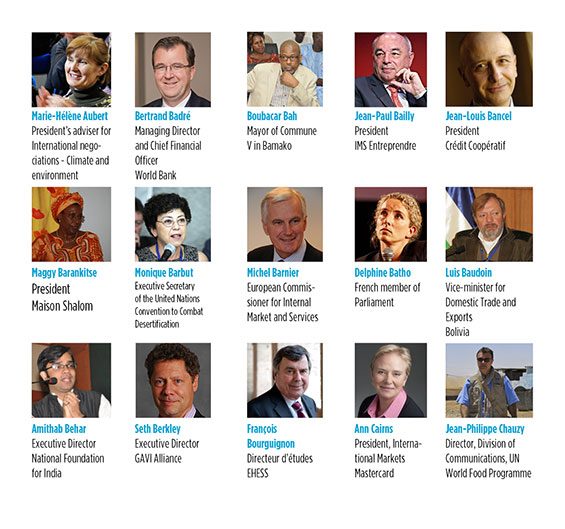 Marie-Hélène Aubert
President's adviser for
International nego-
ciations - Climate and
environment
Bertrand Badré
Managing Director
and Chief Financial
Officer
World Bank
Boubacar Bah
Mayor of Commune
V in Bamako
Jean-Paul Bailly
President
IMS Entreprendre
Jean-Louis Bancel
President
Crédit Coopératif
Maggy Barankitse
President
Maison Shalom
Monique Barbut
Executive Secretary
of the United Nations
Convention to Combat
Desertification
Michel Barnier
European Commis-
sioner for Internal
Market and Services
Delphine Batho
French member of
Parliament
Luis Baudoin
Vice-minister for
Domestic Trade and
Exports
Bolivia
Amithab Behar
Executive Director
National Foundation
for India
Seth Berkley
Executive Director
GAVI Alliance
François
Bourguignon
Directeur d'études
EHESS
Ann Cairns
President, Interna-
tional Markets
Mastercard
Jean-Philippe Chauzy
Director, Division of
Communications, UN
World Food Programme